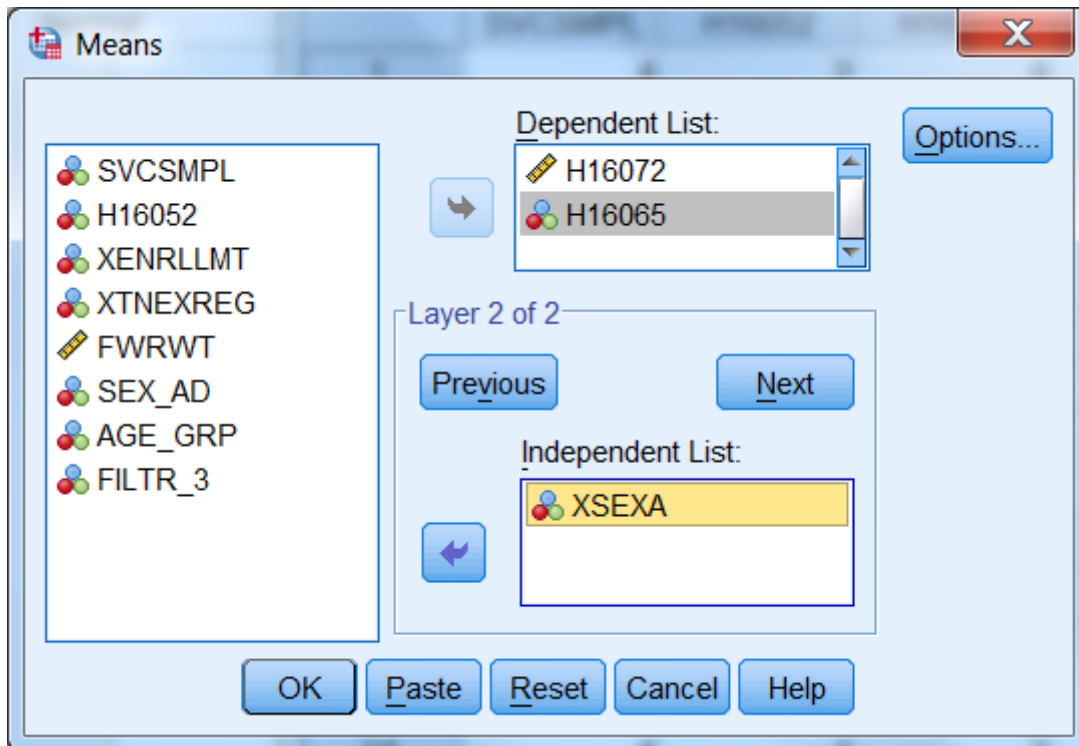 Means
SVCSMPL
H16052
XENRLLMT
XTNEXREG
FWRWT
SEX_AD
AGE_GRP
FILTR_3
Dependent List:
H16072
H16065
Options...
Layer 2 of 2
Previous
Next
Independent List:
XSEXA
OK
Paste
Reset
Cancel
Help